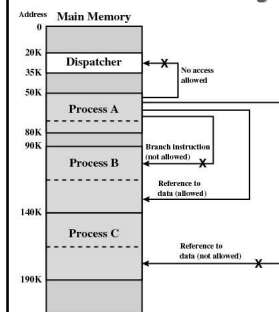 Address Main Memory
0
20K
Dispatcher
X
35K
No access
allowed
50K
Process A
80K
90K
Branch instruction
(not allowed)
X
Process B
Reference to
data (allowed)
140K
Process C
Reference to
data (not allowed)
X
190K